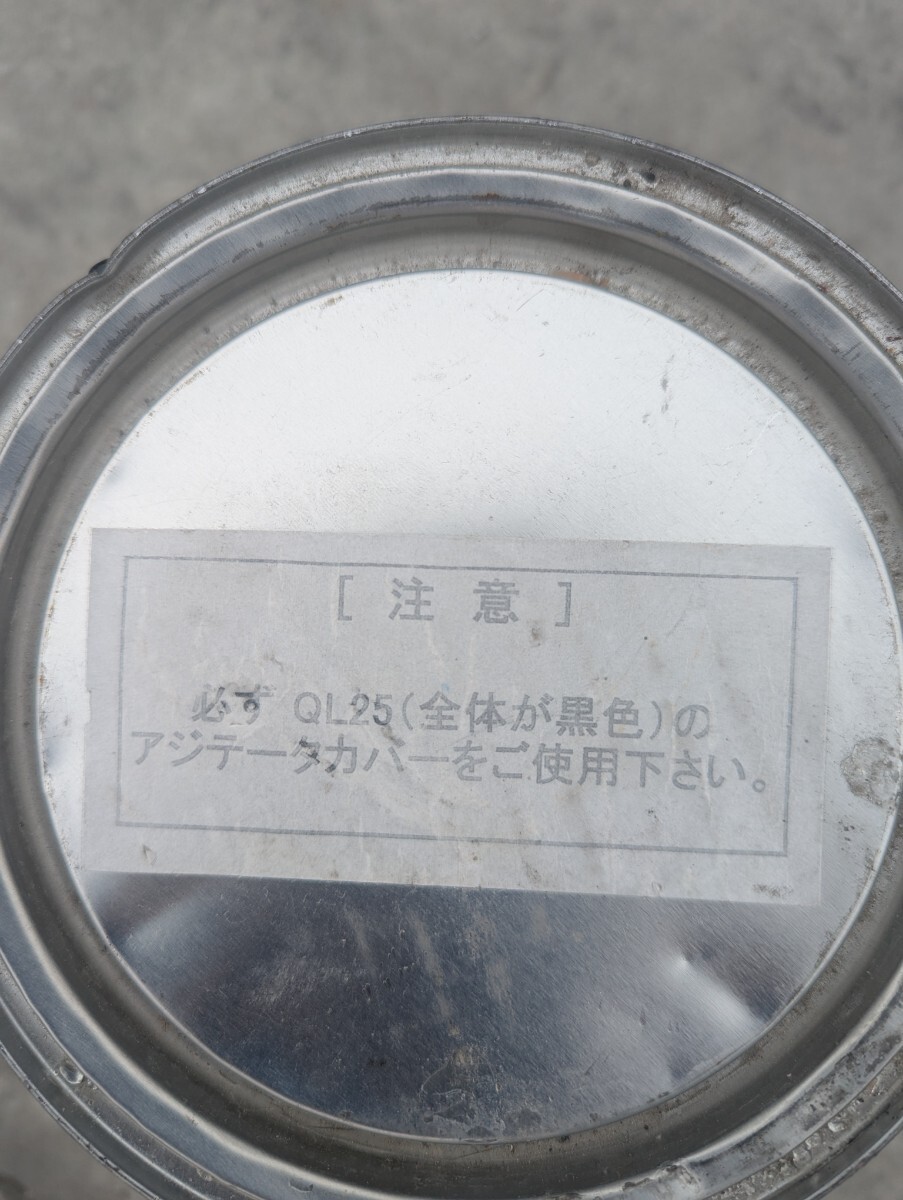 [ 注 意 ]
必ず QL25(全体が黒色)の
アジテータカバーをご使用下さい。